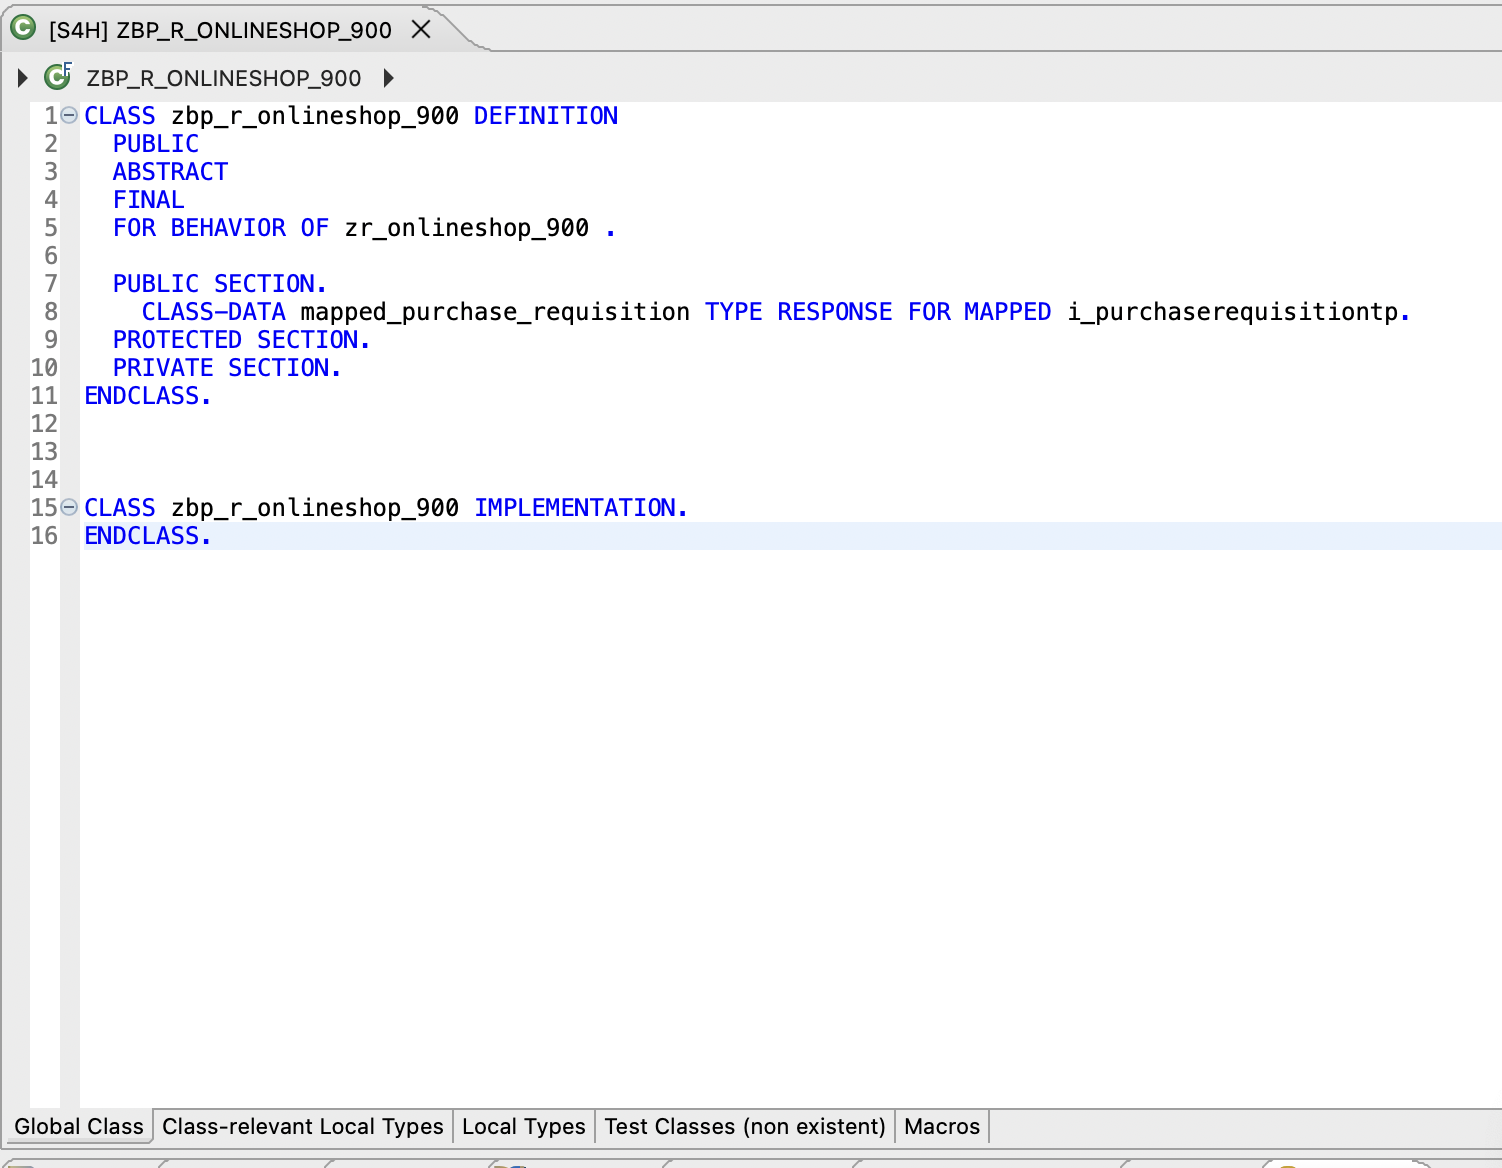 [S4H] ZBP_R_ONLINESHOP_900
ZBP_R_ONLINESHOP_900
1 CLASS zbp_r_onlineshop_900 DEFINITION
2 PUBLIC
3 ABSTRACT
4 FINAL
5 FOR BEHAVIOR OF zr_onlineshop_900 .
6
7 PUBLIC SECTION.
8 CLASS-DATA mapped_purchase_requisition TYPE RESPONSE FOR MAPPED i_purchaserequisitiontp.
9 PROTECTED SECTION.
10 PRIVATE SECTION.
11 ENDCLASS.
12
13
14
15 CLASS zbp_r_onlineshop_900 IMPLEMENTATION.
16 ENDCLASS.
Global Class Class-relevant Local Types Local Types Test Classes (non existent) Macros